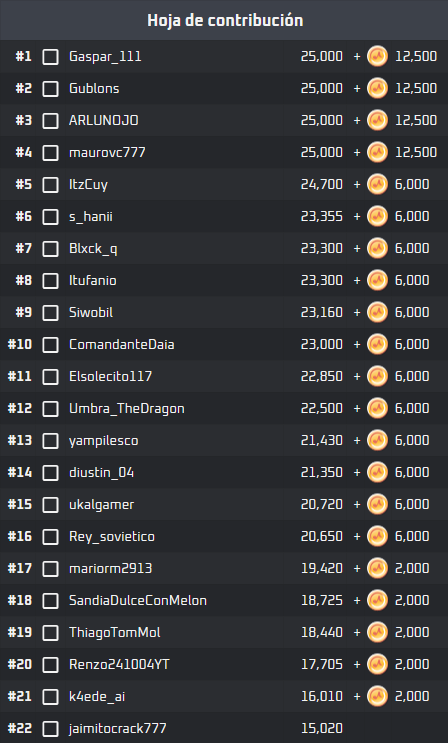 Hoja de contribución
#1 Gaspar_111 25,000 + 12,500
#2 Gublons 25,000 + 12,500
#3 ARLUNOJO 25,000 + 12,500
#4 maurovc777 25,000 + 12,500
#5 ItzCuy 24,700 + 6,000
#6 s_hanii 23,355 + 6,000
#7 Blxck_q 23,300 + 6,000
#8 Itufanio 23,300 + 6,000
#9 Siwobil 23,160 + 6,000
#10 ComandanteDaia 23,000 + 6,000
#11 Elsolecito117 22,850 + 6,000
#12 Umbra_TheDragon 22,500 + 6,000
#13 yampilesco 21,430 + 6,000
#14 diustin_04 21,350 + 6,000
#15 ukalgamer 20,720 + 6,000
#16 Rey_sovietico 20,650 + 6,000
#17 mariorm2913 19,420 + 2,000
#18 SandiaDulceConMelon 18,725 + 2,000
#19 ThiagoTomMol 18,440 + 2,000
#20 Renzo241004YT 17,705 + 2,000
#21 k4ede_ai 16,010 + 2,000
#22 jaimitocrack777 15,020